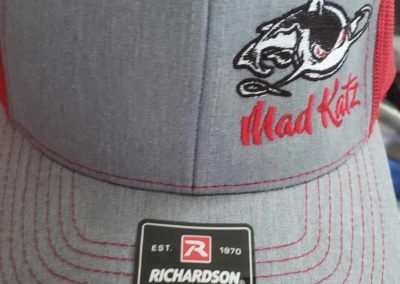 Mad Katz
EST. R 1970
RICHARDSON